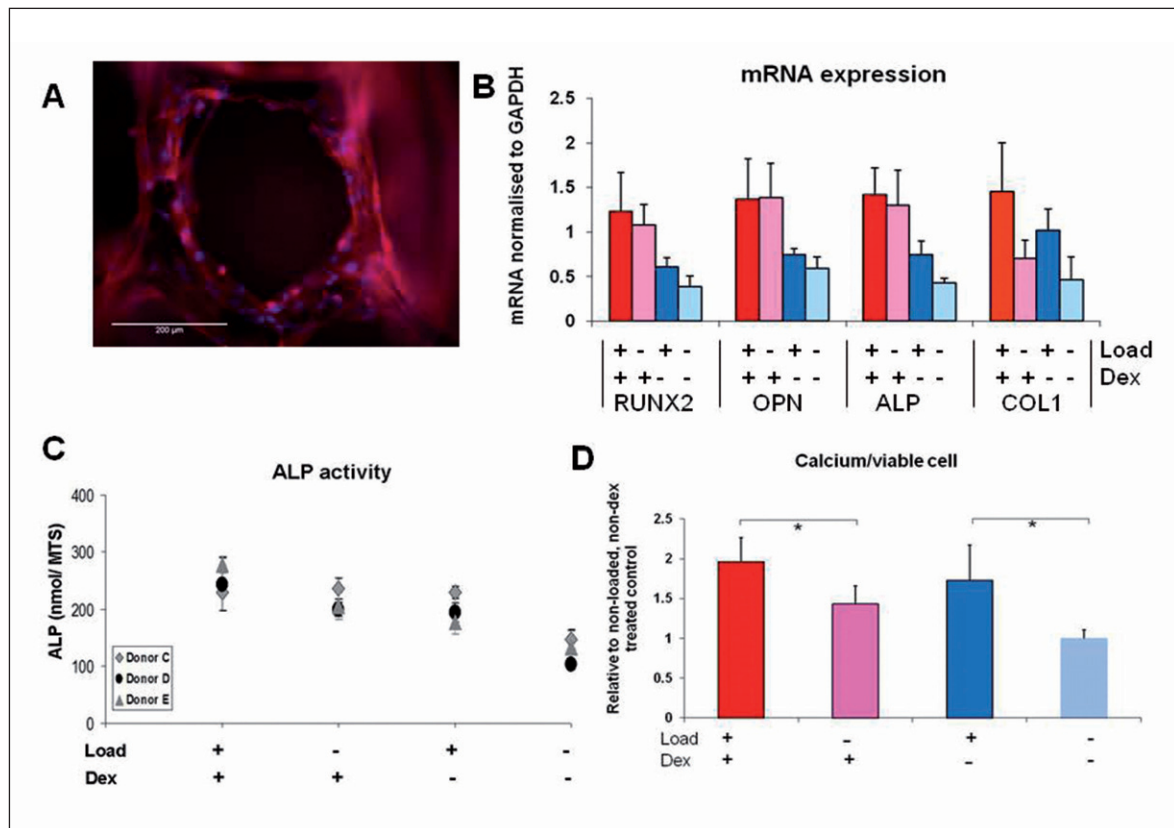 A
200 µm
B
mRNA expression
mRNA normalised to GAPDH
2.5
2
1.5
1
0.5
0
+ - + - + - + - + - + - + - + - Load
+ + - - + + - - + + - - + + - - Dex
RUNX2 OPN ALP COL1
C
ALP activity
ALP (nmol/ MTS)
400
300
200
100
0
Donor C
Donor D
Donor E
Load + - + -
Dex + + - -
D
Calcium/viable cell
Relative to non-loaded, non-dex
treated control
2.5
2
1.5
1
0.5
0
* *
Load + - + -
Dex + + - -